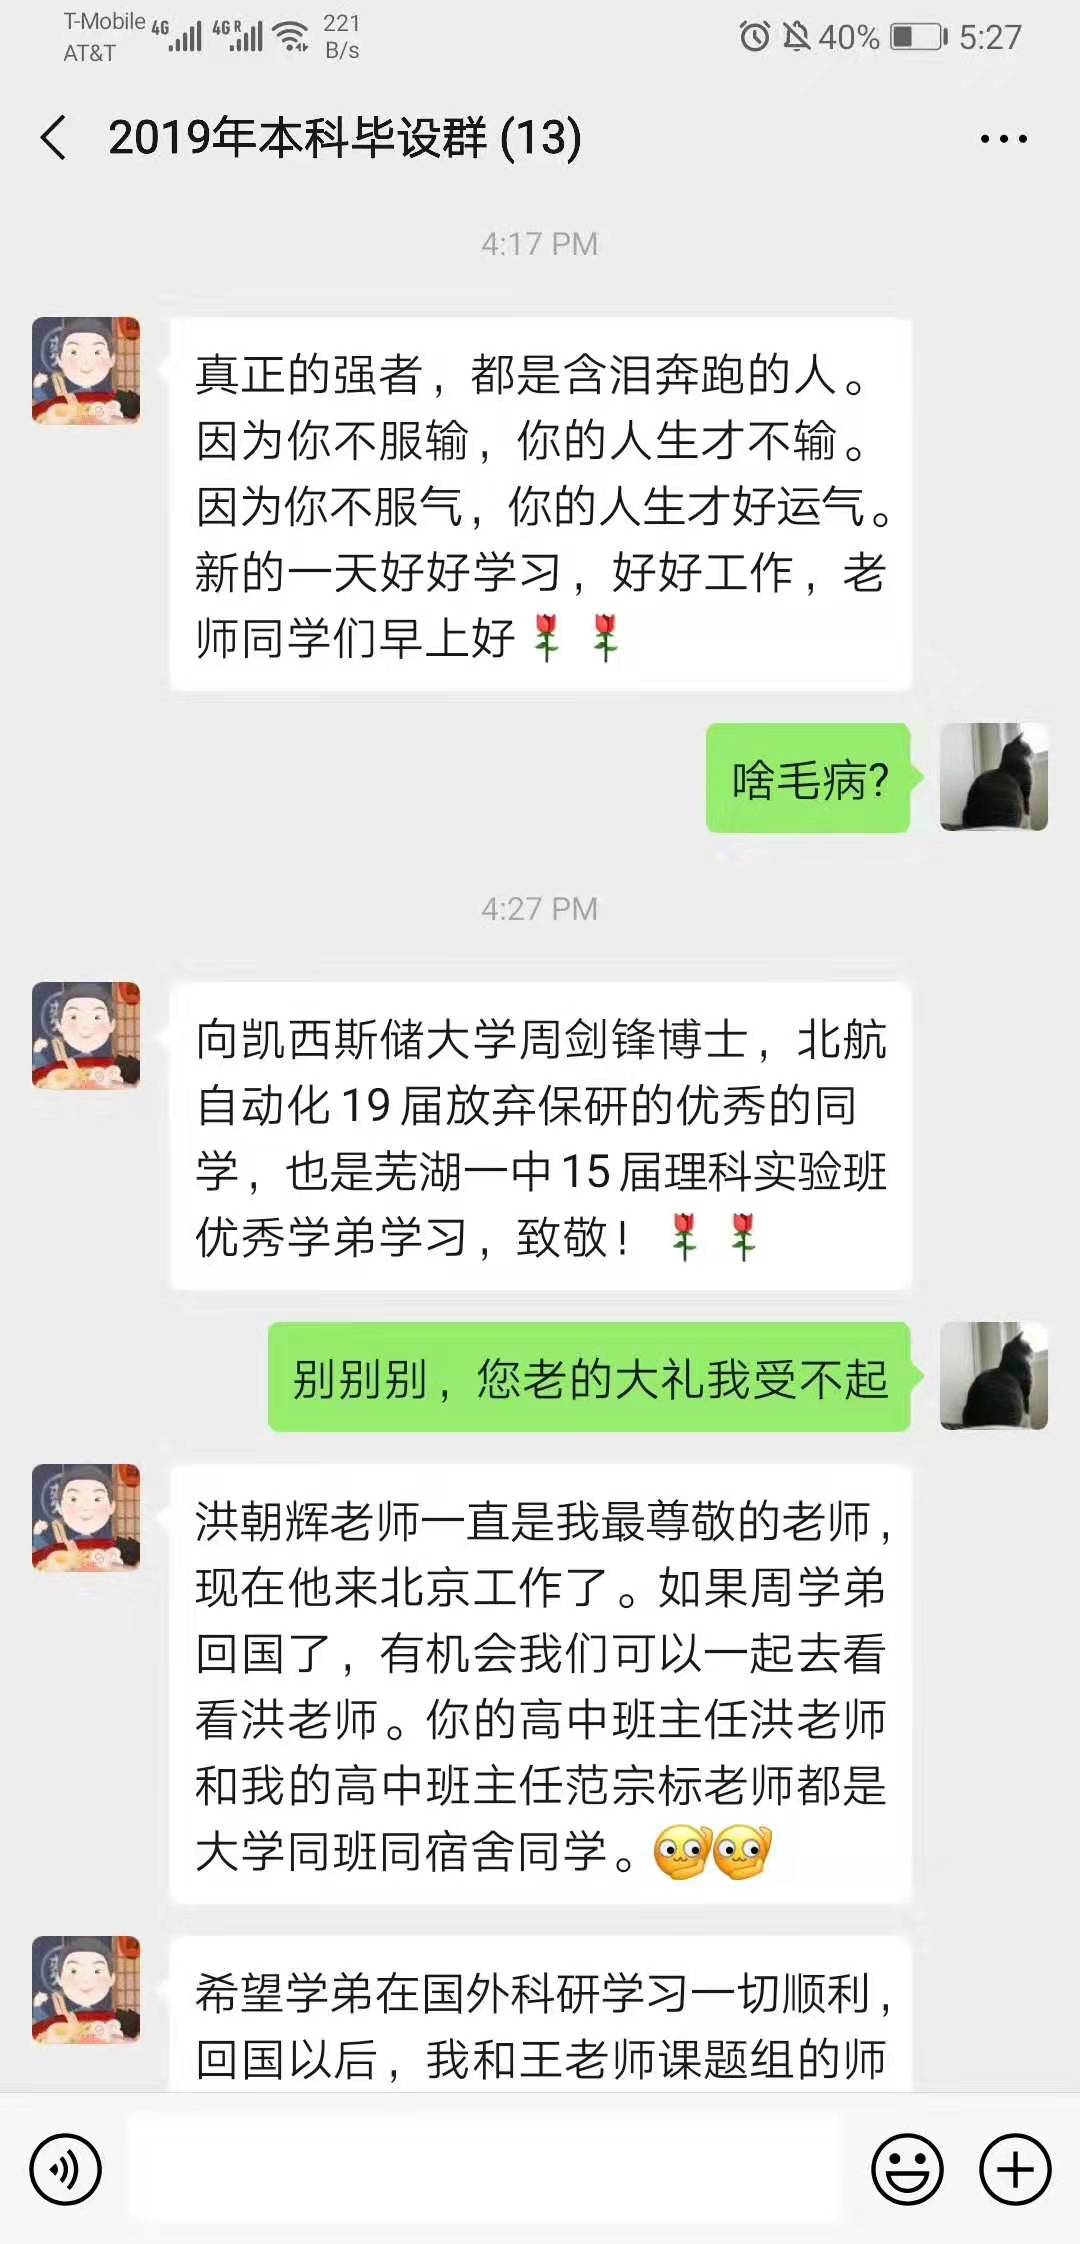 T-Mobile 4G 4G R 221 40% 5:27
AT&T B/s
2019年本科毕设群 (13)
4:17 PM
真正的强者，都是含泪奔跑的人。
因为你不服输，你的人生才不输。
因为你不服气，你的人生才好运气。
新的一天好好学习，好好工作，老
师同学们早上好🌹🌹
啥毛病?
4:27 PM
向凯西斯储大学周剑锋博士，北航
自动化19届放弃保研的优秀的同
学，也是芜湖一中15届理科实验班
优秀学弟学习，致敬！🌹🌹
别别别，您老的大礼我受不起
洪朝辉老师一直是我最尊敬的老师，
现在他来北京工作了。如果周学弟
回国了，有机会我们可以一起去看
看洪老师。你的高中班主任洪老师
和我的高中班主任范宗标老师都是
大学同班同宿舍同学。
希望学弟在国外科研学习一切顺利，
回国以后，我和王老师课题组的师